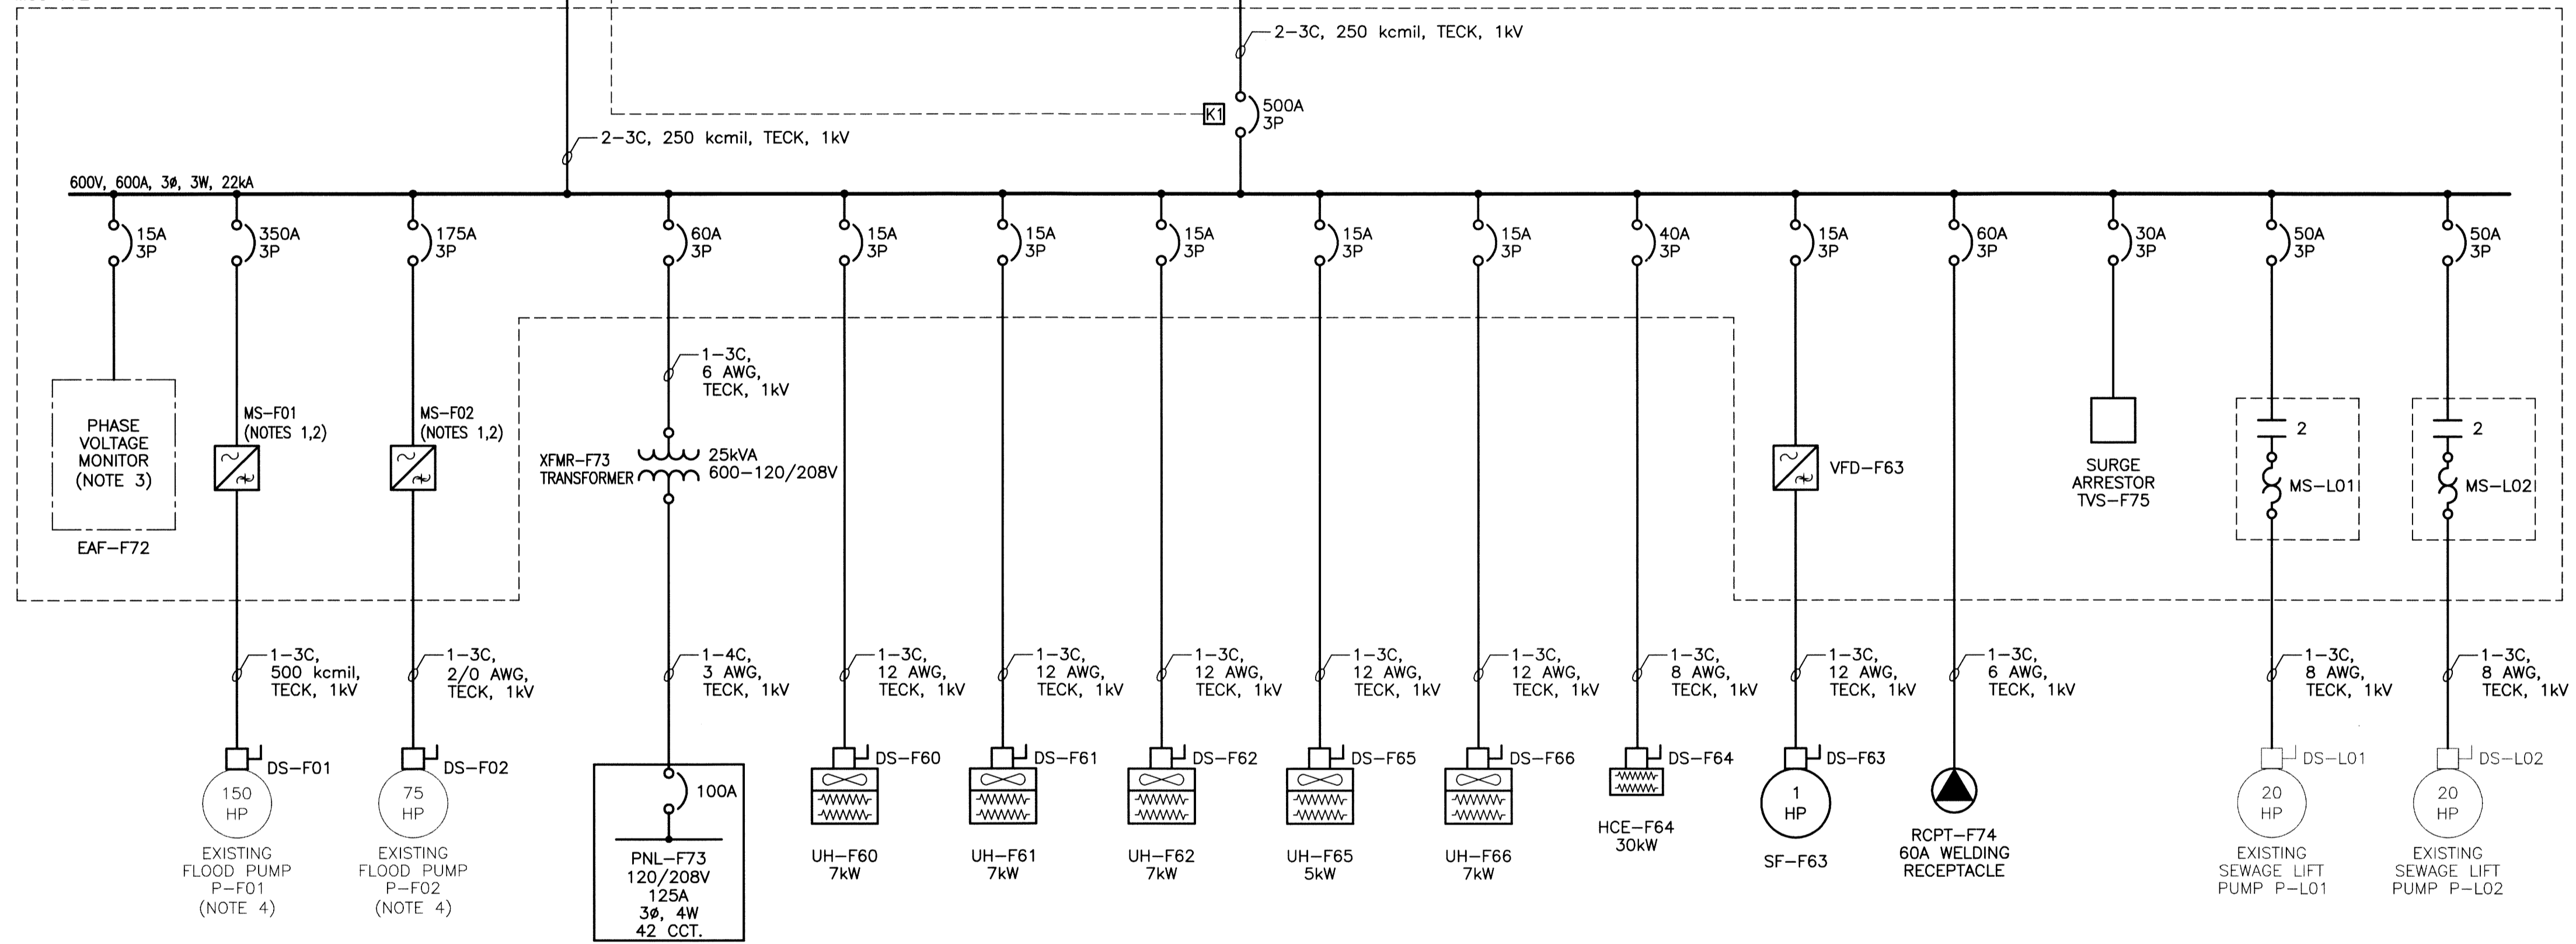 2-3C, 250 kcmil, TECK, 1kV
K1
500A
3P
2-3C, 250 kcmil, TECK, 1kV
600V, 600A, 3ø, 3W, 22kA
15A
3P
350A
3P
175A
3P
60A
3P
15A
3P
15A
3P
15A
3P
15A
3P
15A
3P
40A
3P
15A
3P
60A
3P
30A
3P
50A
3P
50A
3P
1-3C,
6 AWG,
TECK, 1kV
PHASE
VOLTAGE
MONITOR
(NOTE 3)
EAF-F72
MS-F01
(NOTES 1,2)
MS-F02
(NOTES 1,2)
XFMR-F73
TRANSFORMER
25kVA
600-120/208V
VFD-F63
SURGE
ARRESTOR
TVS-F75
2
MS-L01
2
MS-L02
1-3C,
500 kcmil,
TECK, 1kV
1-3C,
2/0 AWG,
TECK, 1kV
1-4C,
3 AWG,
TECK, 1kV
1-3C,
12 AWG,
TECK, 1kV
1-3C,
12 AWG,
TECK, 1kV
1-3C,
12 AWG,
TECK, 1kV
1-3C,
12 AWG,
TECK, 1kV
1-3C,
12 AWG,
TECK, 1kV
1-3C,
8 AWG,
TECK, 1kV
1-3C,
12 AWG,
TECK, 1kV
1-3C,
6 AWG,
TECK, 1kV
1-3C,
8 AWG,
TECK, 1kV
1-3C,
8 AWG,
TECK, 1kV
DS-F01
150
HP
EXISTING
FLOOD PUMP
P-F01
(NOTE 4)
DS-F02
75
HP
EXISTING
FLOOD PUMP
P-F02
(NOTE 4)
100A
PNL-F73
120/208V
125A
3ø, 4W
42 CCT.
DS-F60
UH-F60
7kW
DS-F61
UH-F61
7kW
DS-F62
UH-F62
7kW
DS-F65
UH-F65
5kW
DS-F66
UH-F66
7kW
DS-F64
HCE-F64
30kW
DS-F63
1
HP
SF-F63
RCPT-F74
60A WELDING
RECEPTACLE
DS-L01
20
HP
EXISTING
SEWAGE LIFT
PUMP P-L01
DS-L02
20
HP
EXISTING
SEWAGE LIFT
PUMP P-L02